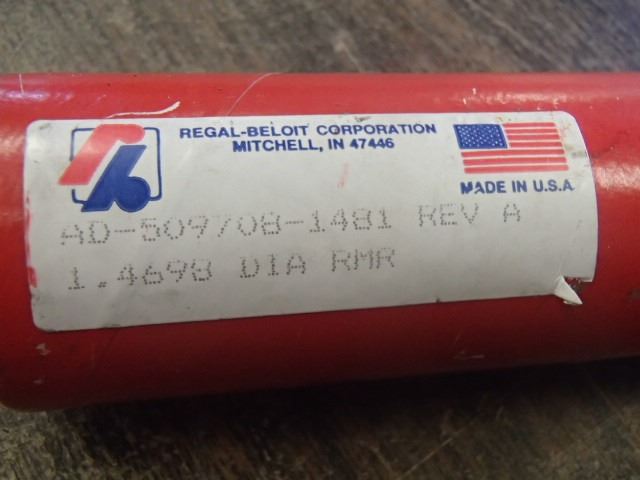 REGAL-BELOIT CORPORATION
MITCHELL, IN 47446
MADE IN U.S.A
AD-509708-1481 REV A
1.4698 DIA RMR